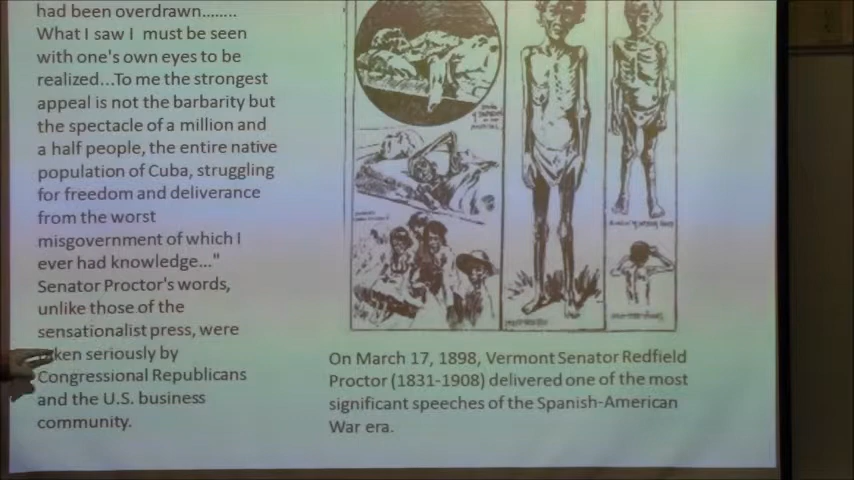 had been overdrawn........
What I saw I must be seen
with one's own eyes to be
realized...To me the strongest
appeal is not the barbarity but
the spectacle of a million and
a half people, the entire native
population of Cuba, struggling
for freedom and deliverance
from the worst
misgovernment of which I
ever had knowledge..."
Senator Proctor's words,
unlike those of the
sensationalist press, were
taken seriously by
Congressional Republicans
and the U.S. business
community.
On March 17, 1898, Vermont Senator Redfield
Proctor (1831-1908) delivered one of the most
significant speeches of the Spanish-American
War era.